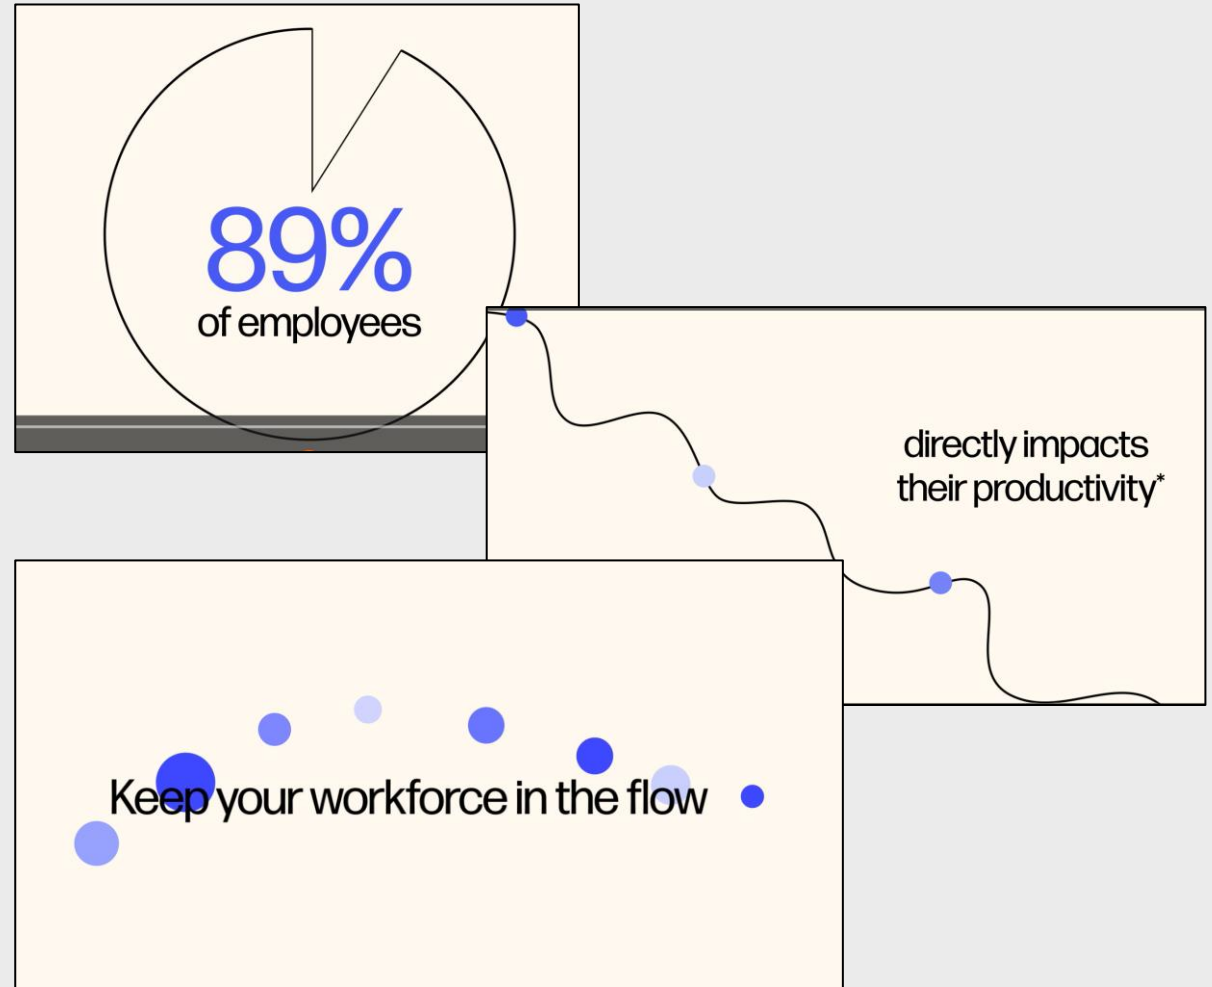 89%
of employees
directly impacts
their productivity*
Keep your workforce in the flow